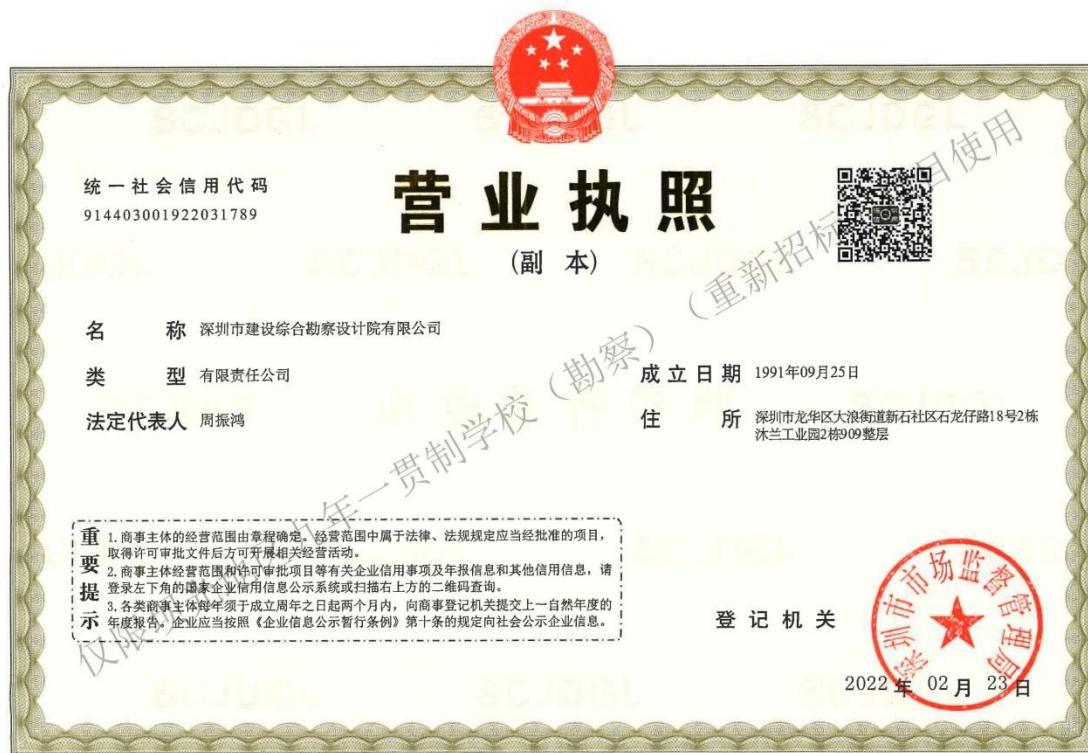 统一社会信用代码
914403001922031789
营业执照
(副 本)
名 称 深圳市建设综合勘察设计院有限公司
类 型 有限责任公司
法定代表人 周振鸿
成立日期 1991年09月25日
住 所 深圳市龙华区大浪街道新石社区石龙仔路18号2栋
沐兰工业园2栋909整层
重要提示
1. 商事主体的经营范围由章程确定。经营范围中属于法律、法规规定应当经批准的项目，
取得许可审批文件后方可开展相关经营活动。
2. 商事主体经营范围和许可审批项目等有关企业信用事项及年报信息和其他信用信息，请
登录左下角的国家企业信用信息公示系统或扫描右上方的二维码查询。
3. 各类商事主体每年须于成立周年之日起两个月内，向商事登记机关提交上一自然年度的
年度报告。企业应当按照《企业信息公示暂行条例》第十条的规定向社会公示企业信息。
登记机关
深圳市市场监督管理局
2022 年 02 月 23 日
年一贯制学校（勘察）（重新招标
目使用
仅限